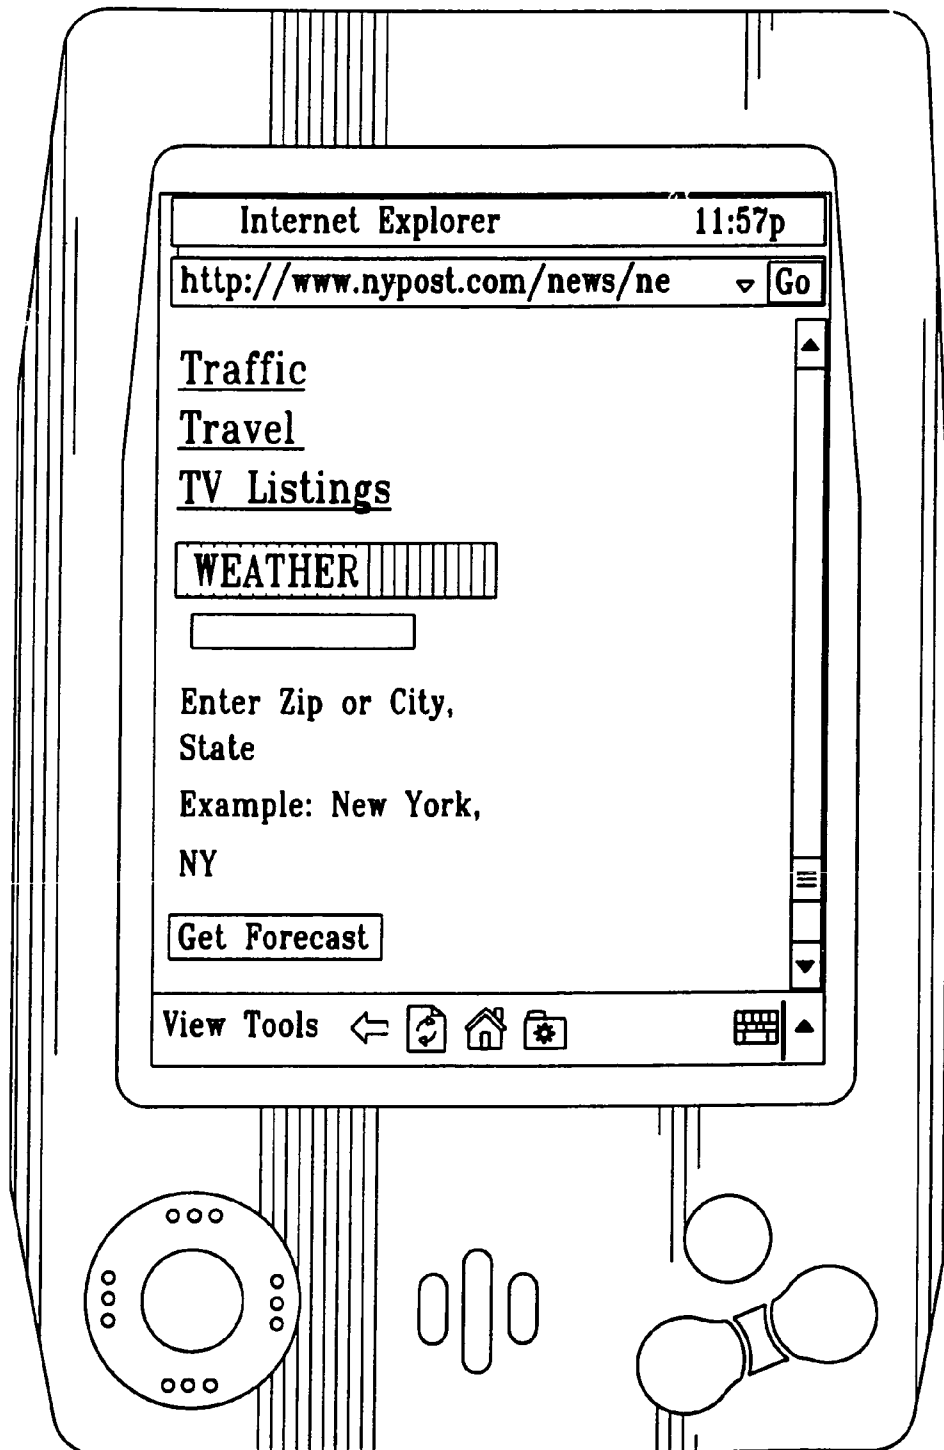 Internet Explorer 11:57p
http://www.nypost.com/news/ne Go
Traffic
Travel
TV Listings
WEATHER
Enter Zip or City,
State
Example: New York,
NY
Get Forecast
View Tools